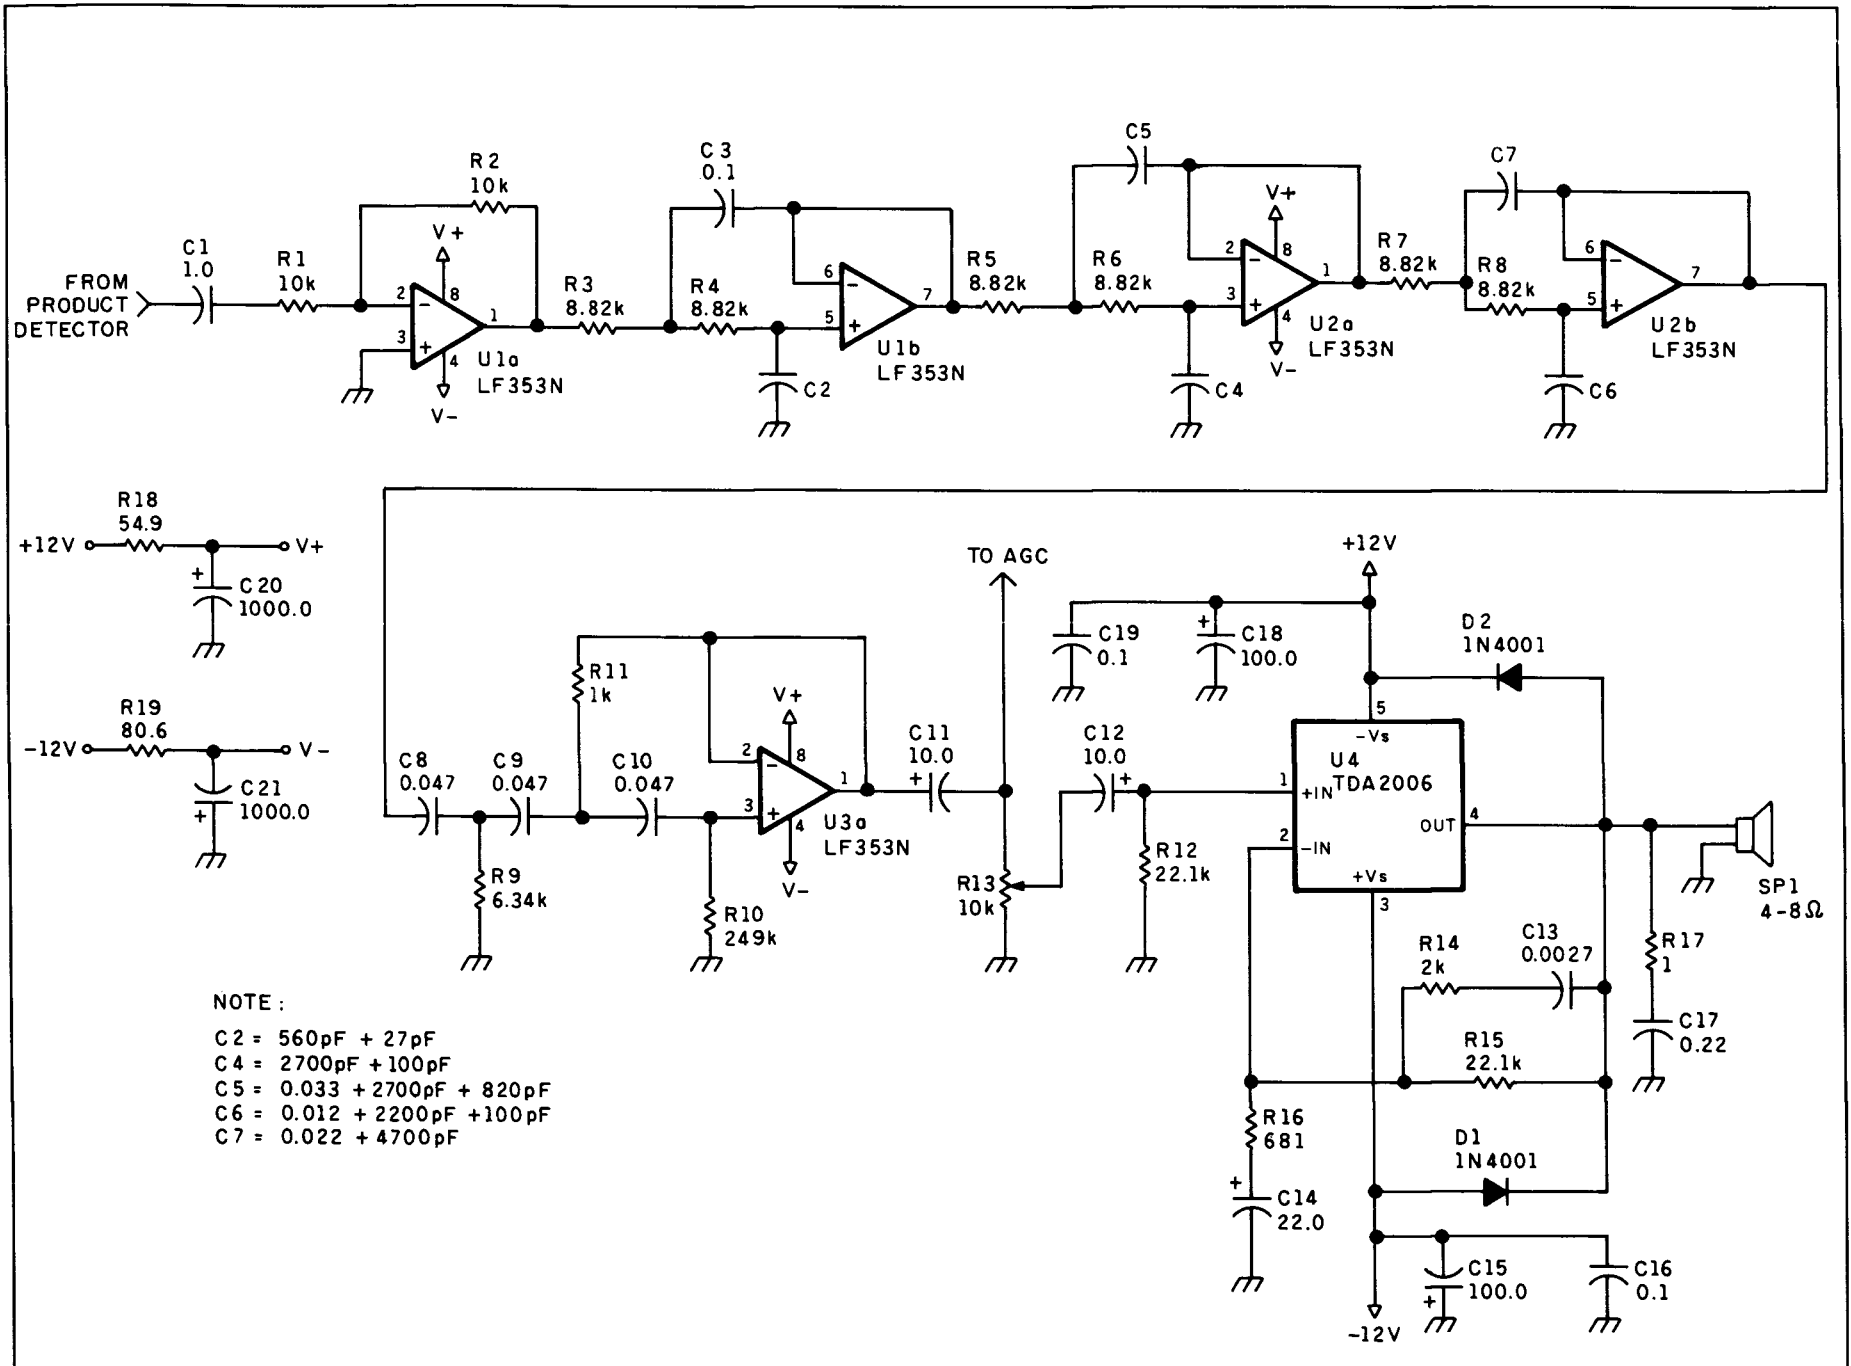 FROM
PRODUCT
DETECTOR
C1
1.0
R1
10k
R2
10k
V+
2
8
1
3
4
−
+
U1a
LF353N
V−
R3
8.82k
C3
0.1
R4
8.82k
6
7
5
−
+
U1b
LF353N
C2
R5
8.82k
C5
R6
8.82k
V+
2
8
1
3
4
−
+
U2a
LF353N
V−
C4
R7
8.82k
C7
R8
8.82k
6
7
5
−
+
U2b
LF353N
C6
R18
54.9
+12V
V+
+
C20
1000.0
R19
80.6
−12V
V−
C21
1000.0
+
C8
0.047
C9
0.047
C10
0.047
R9
6.34k
R11
1k
R10
249k
V+
2
8
1
3
4
−
+
U3a
LF353N
V−
C11
10.0
+
TO AGC
R13
10k
C12
10.0
+
R12
22.1k
+12V
C19
0.1
+
C18
100.0
D2
1N4001
5
−Vs
U4
TDA2006
1
+IN
2
−IN
OUT
4
+Vs
3
SP1
4-8Ω
R14
2k
C13
0.0027
R17
1
C17
0.22
R15
22.1k
R16
681
+
C14
22.0
D1
1N4001
C15
100.0
+
C16
0.1
−12V
NOTE:
C2 = 560pF + 27pF
C4 = 2700pF + 100pF
C5 = 0.033 + 2700pF + 820pF
C6 = 0.012 + 2200pF + 100pF
C7 = 0.022 + 4700pF